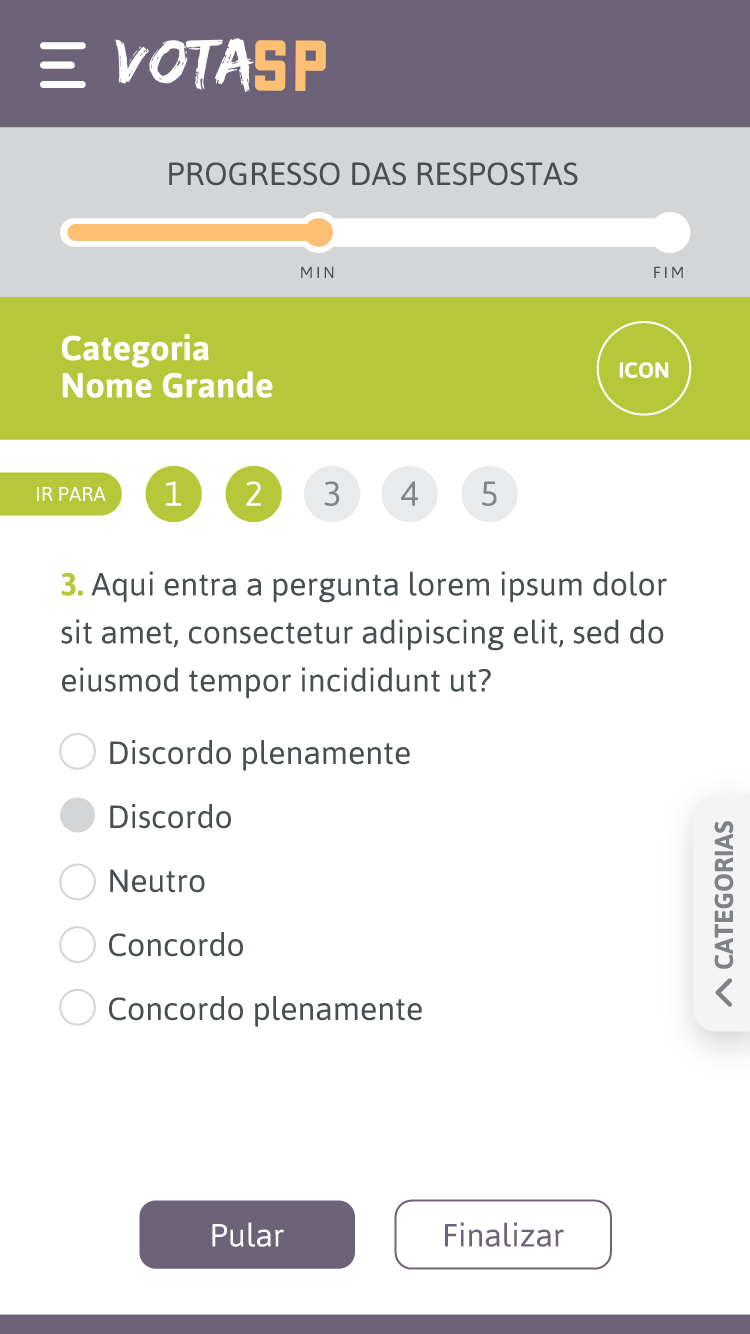 VOTASP
PROGRESSO DAS RESPOSTAS
MIN FIM
Categoria
Nome Grande
ICON
IR PARA 1 2 3 4 5
3. Aqui entra a pergunta lorem ipsum dolor
sit amet, consectetur adipiscing elit, sed do
eiusmod tempor incididunt ut?
Discordo plenamente
Discordo
Neutro
Concordo
Concordo plenamente
CATEGORIAS
Pular Finalizar